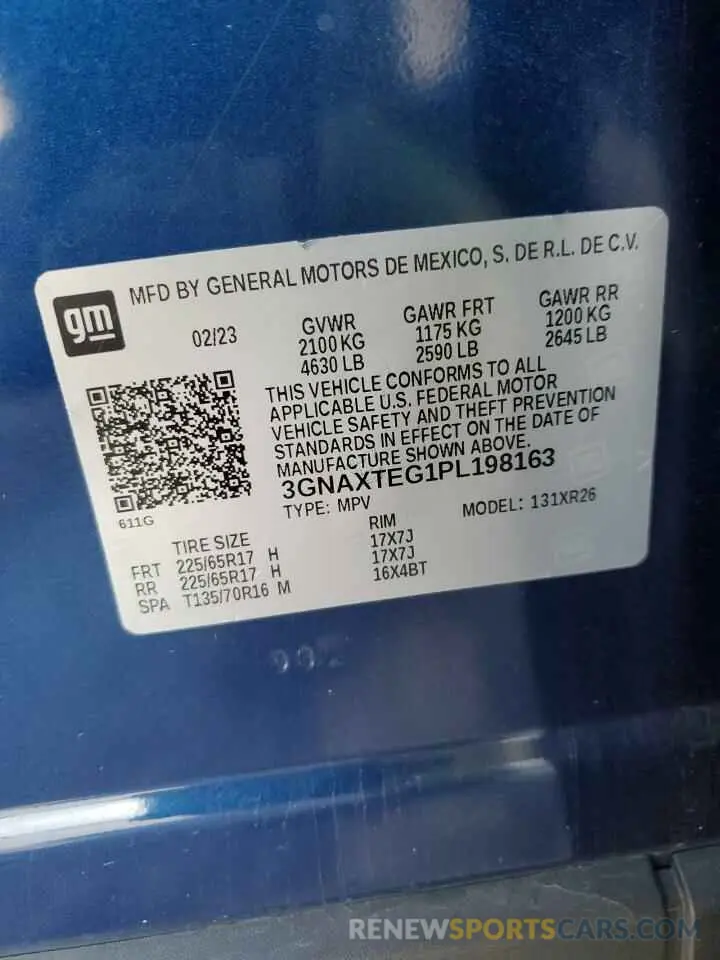 MFD BY GENERAL MOTORS DE MEXICO, S. DE R.L. DE C.V.
gm
02/23
GVWR
2100 KG
4630 LB
GAWR FRT
1175 KG
2590 LB
GAWR RR
1200 KG
2645 LB
THIS VEHICLE CONFORMS TO ALL
APPLICABLE U.S. FEDERAL MOTOR
VEHICLE SAFETY AND THEFT PREVENTION
STANDARDS IN EFFECT ON THE DATE OF
MANUFACTURE SHOWN ABOVE.
3GNAXTEG1PL198163
611G
TYPE: MPV
MODEL: 131XR26
TIRE SIZE
RIM
FRT 225/65R17 H 17X7J
RR 225/65R17 H 17X7J
SPA T135/70R16 M 16X4BT
RENEWSPORTSCARS.COM